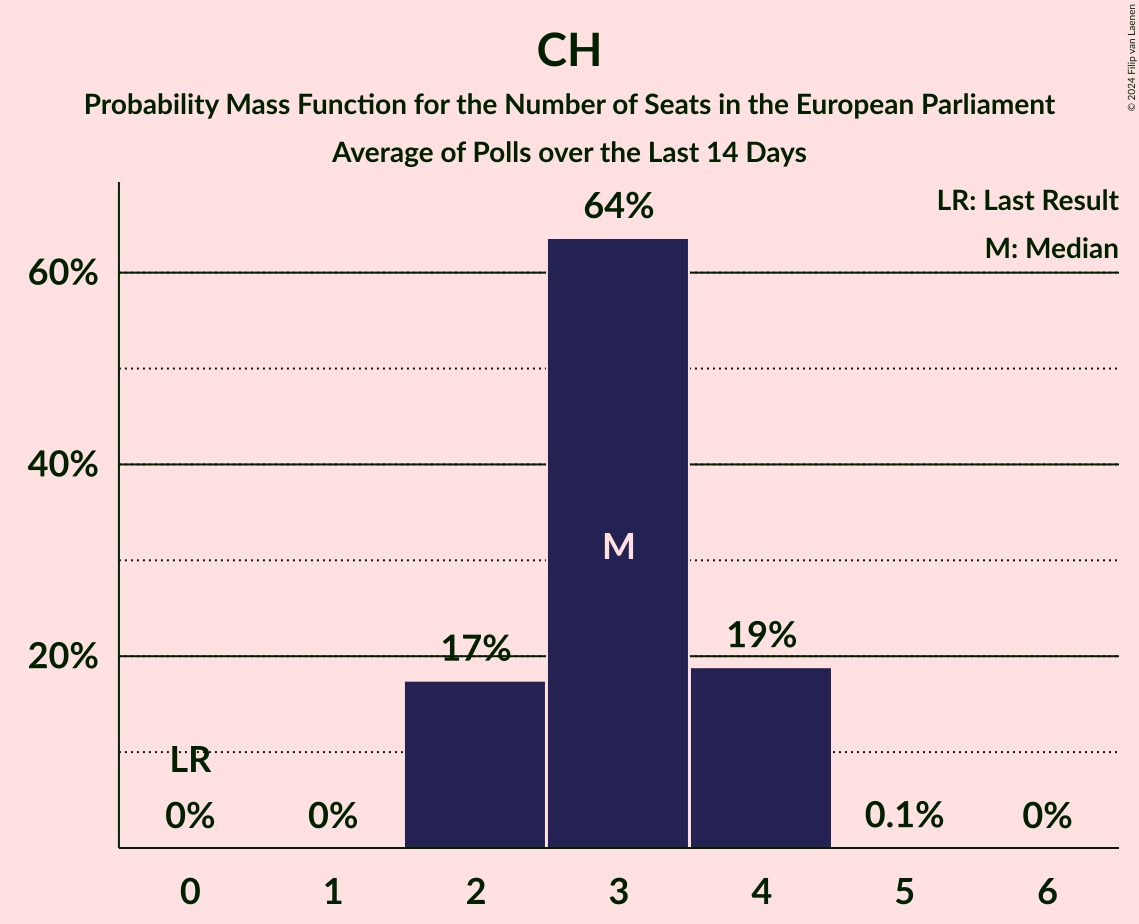 CH
Probability Mass Function for the Number of Seats in the European Parliament
Average of Polls over the Last 14 Days
© 2024 Filip van Laenen
LR: Last Result
M: Median
64%
60%
40%
M
19%
17%
20%
LR
0% 0% 0.1% 0%
0 1 2 3 4 5 6